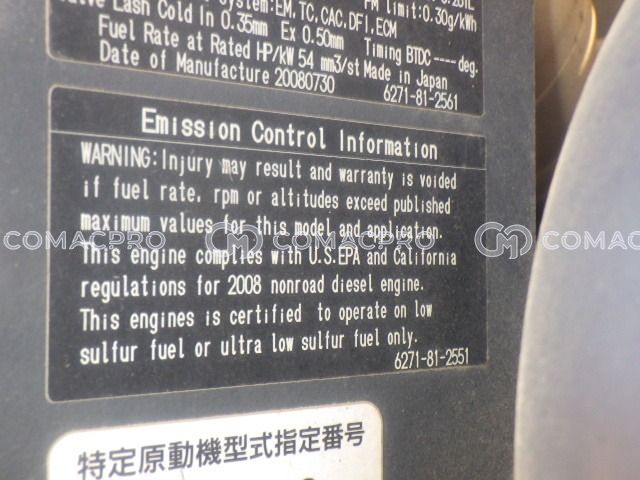 System:EM,TC,CAC,DFI,ECM
PM limit:0.30g/kWh
Valve Lash Cold In 0.35mm Ex 0.50mm Timing BTDC ----deg.
Fuel Rate at Rated HP/kW 54 mm3/st Made in Japan
Date of Manufacture 20080730 6271-81-2561
Emission Control Information
WARNING:Injury may result and warranty is voided
if fuel rate, rpm or altitudes exceed published
maximum values for this model and application.
This engine complies with U.S.EPA and California
regulations for 2008 nonroad diesel engine.
This engines is certified to operate on low
sulfur fuel or ultra low sulfur fuel only.
6271-81-2551
特定原動機型式指定番号
COMACPRO COMACPRO COMACPRO